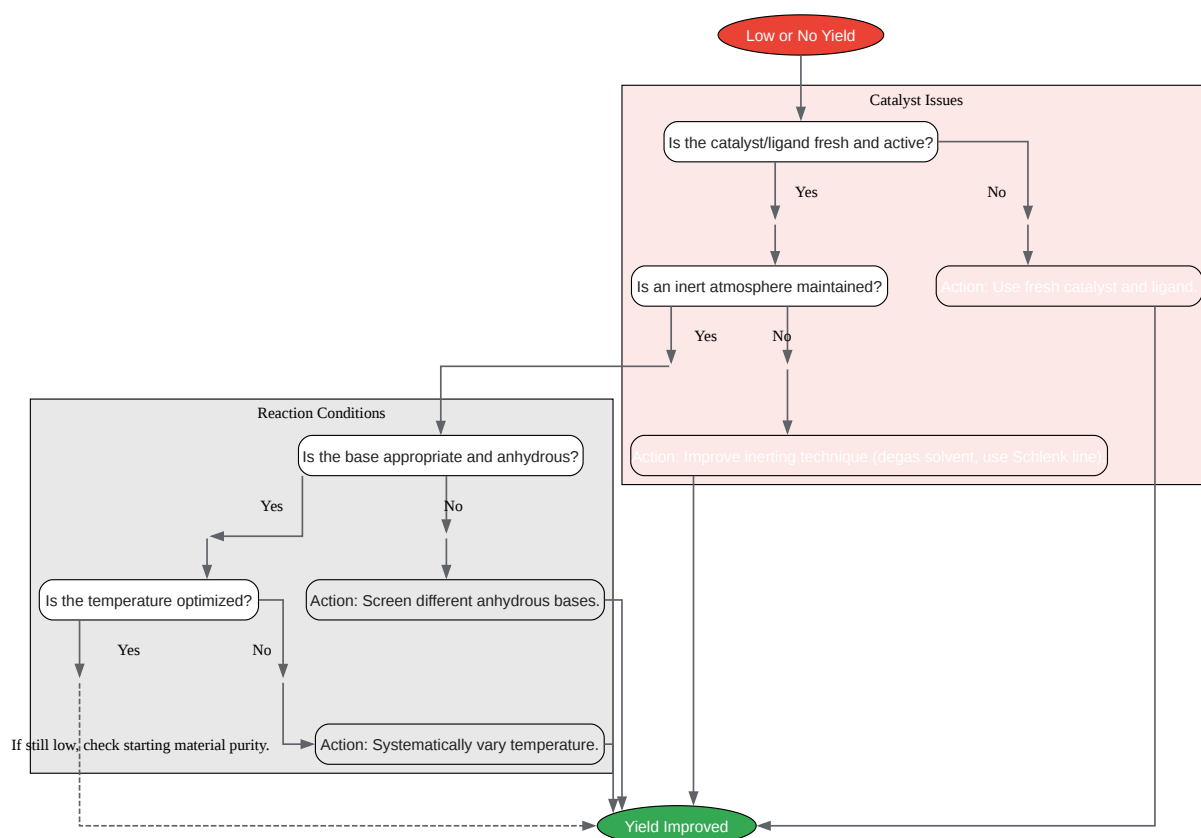 Low or No Yield
Catalyst Issues
Is the catalyst/ligand fresh and active?
Yes
No
Is an inert atmosphere maintained?
Action: Use fresh catalyst and ligand.
Yes
No
Reaction Conditions
Is the base appropriate and anhydrous?
Action: Improve inerting technique (degas solvent, use Schlenk line).
Yes
No
Is the temperature optimized?
Action: Screen different anhydrous bases.
Yes
No
If still low, check starting material purity.
Action: Systematically vary temperature.
Yield Improved